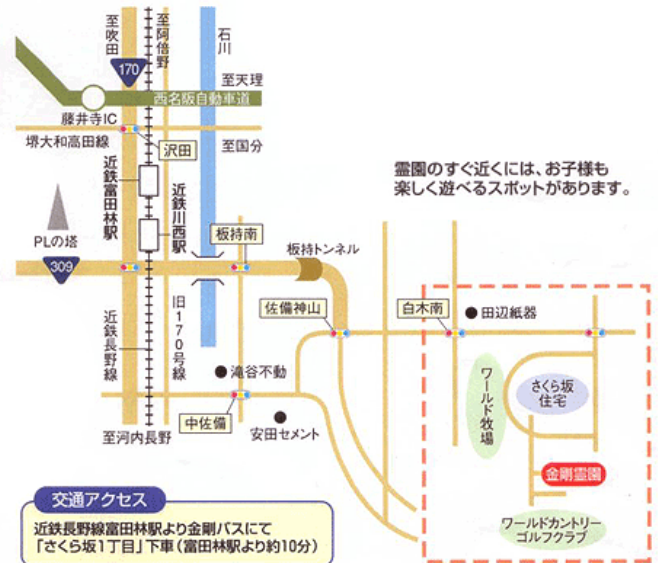 至吹田
至阿倍野
石川
170
至天理
西名阪自動車道
藤井寺IC
堺大和高田線
沢田
至国分
近鉄富田林駅
近鉄川西駅
PLの塔
霊園のすぐ近くには、お子様も
楽しく遊べるスポットがあります。
板持南
板持トンネル
309
佐備神山
白木南
田辺紙器
近鉄長野線
旧170号線
滝谷不動
ワールド牧場
さくら坂
住宅
中佐備
安田セメント
至河内長野
金剛霊園
ワールドカントリー
ゴルフクラブ
交通アクセス
近鉄長野線富田林駅より金剛バスにて
「さくら坂1丁目」下車（富田林駅より約10分）